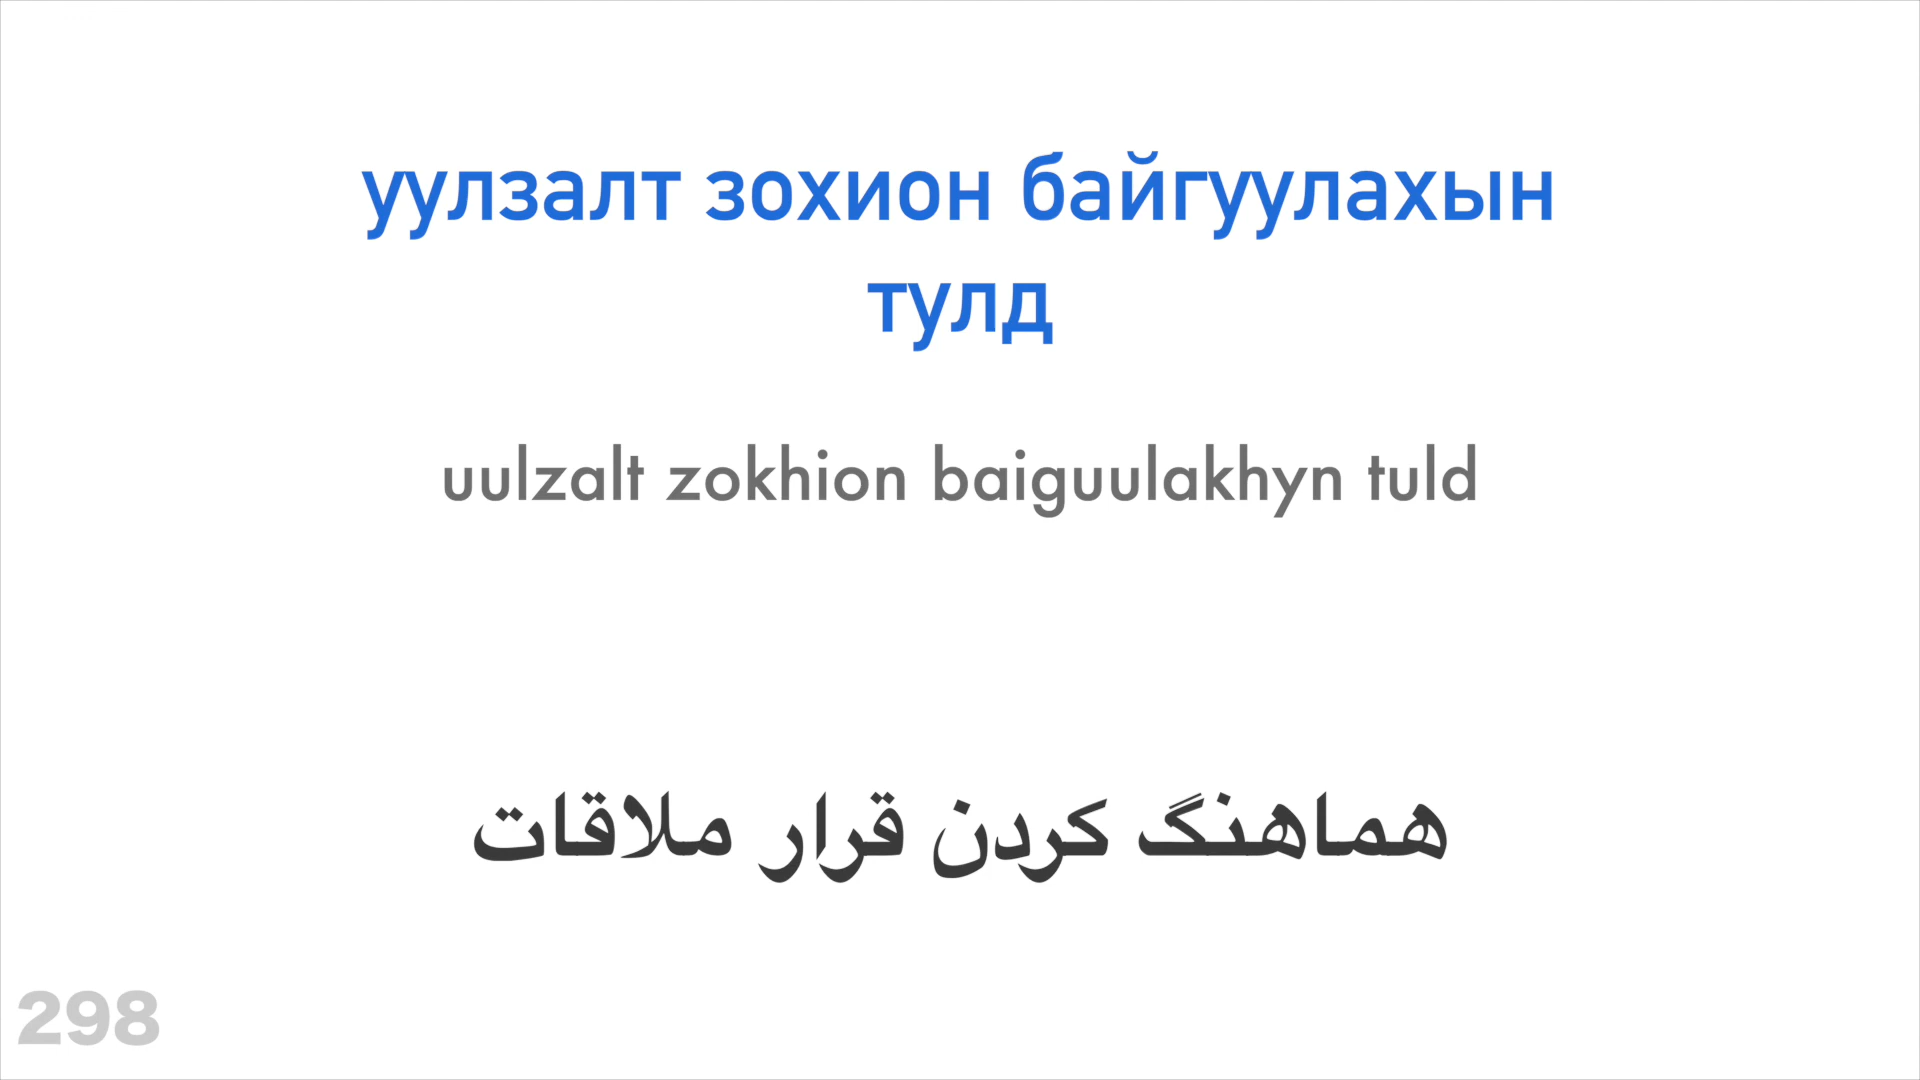 уулзалт зохион байгуулахын
тулд
uulzalt zokhion baiguulakhyn tuld
هماهنگ کردن قرار ملاقات
298